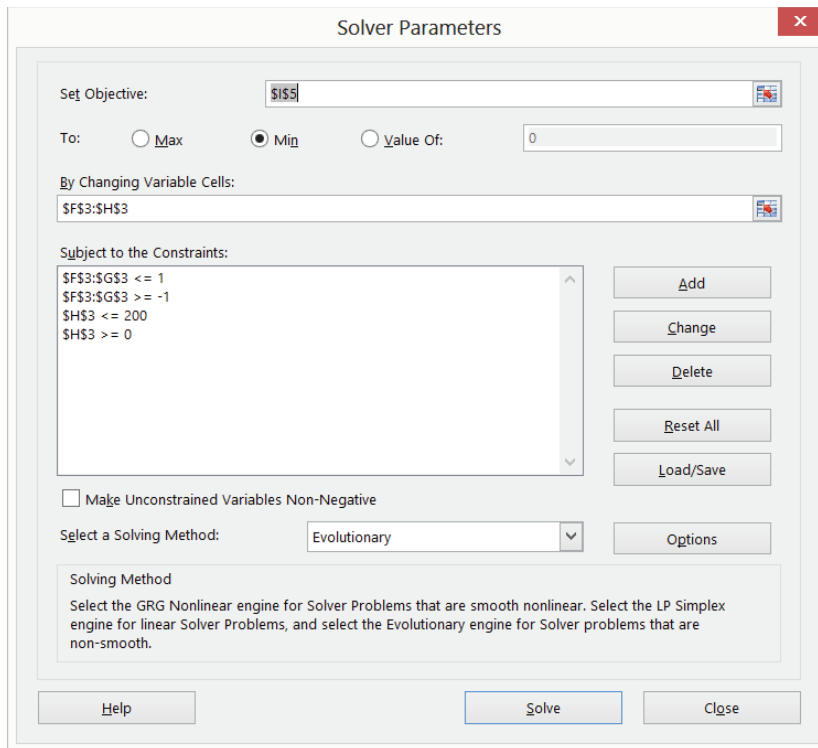 Solver Parameters
Set Objective:
$I$5
To:
Max
Min
Value Of:
0
By Changing Variable Cells:
$F$3:$H$3
Subject to the Constraints:
$F$3:$G$3 <= 1
$F$3:$G$3 >= -1
$H$3 <= 200
$H$3 >= 0
Add
Change
Delete
Reset All
Load/Save
Make Unconstrained Variables Non-Negative
Select a Solving Method:
Evolutionary
Options
Solving Method
Select the GRG Nonlinear engine for Solver Problems that are smooth nonlinear. Select the LP Simplex
engine for linear Solver Problems, and select the Evolutionary engine for Solver problems that are
non-smooth.
Help
Solve
Close